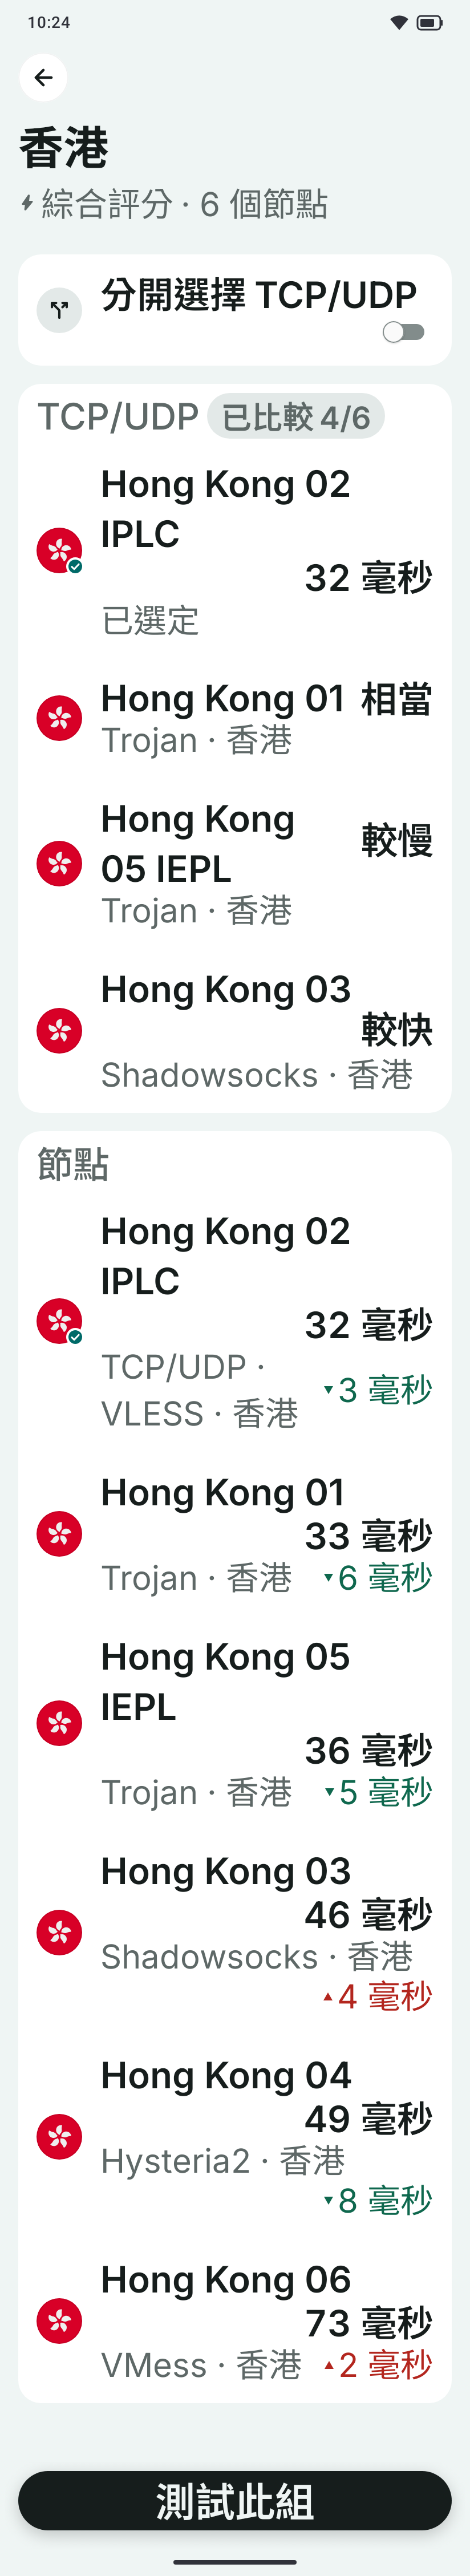 10:24
香港
綜合評分 · 6 個節點
分開選擇 TCP/UDP
TCP/UDP 已比較 4/6
Hong Kong 02
IPLC
32 毫秒
已選定
Hong Kong 01 相當
Trojan · 香港
Hong Kong
05 IEPL
較慢
Trojan · 香港
Hong Kong 03
較快
Shadowsocks · 香港
節點
Hong Kong 02
IPLC
32 毫秒
TCP/UDP ·
VLESS · 香港
▼3 毫秒
Hong Kong 01
33 毫秒
Trojan · 香港 ▼6 毫秒
Hong Kong 05
IEPL
36 毫秒
Trojan · 香港 ▼5 毫秒
Hong Kong 03
46 毫秒
Shadowsocks · 香港
▲4 毫秒
Hong Kong 04
49 毫秒
Hysteria2 · 香港
▼8 毫秒
Hong Kong 06
73 毫秒
VMess · 香港 ▲2 毫秒
測試此組